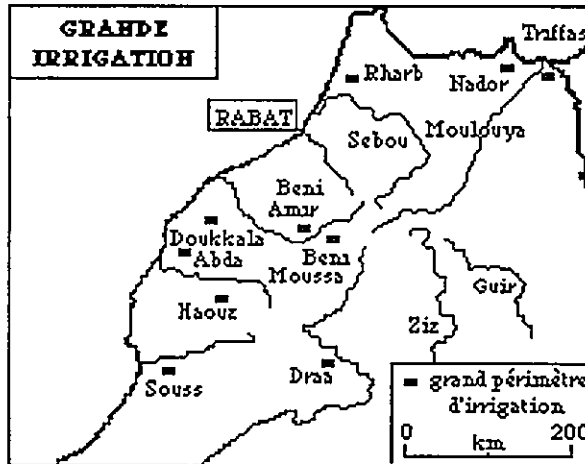 GRANDE
IRRIGATION
Triffas
Rharb
Nador
RABAT
Sebou
Moulouya
Beni
Amir
Doukkala
Abda
Beni
Moussa
Guir
Haouz
Ziz
Souss
Draa
grand périmètre
d'irrigation
0
200
km